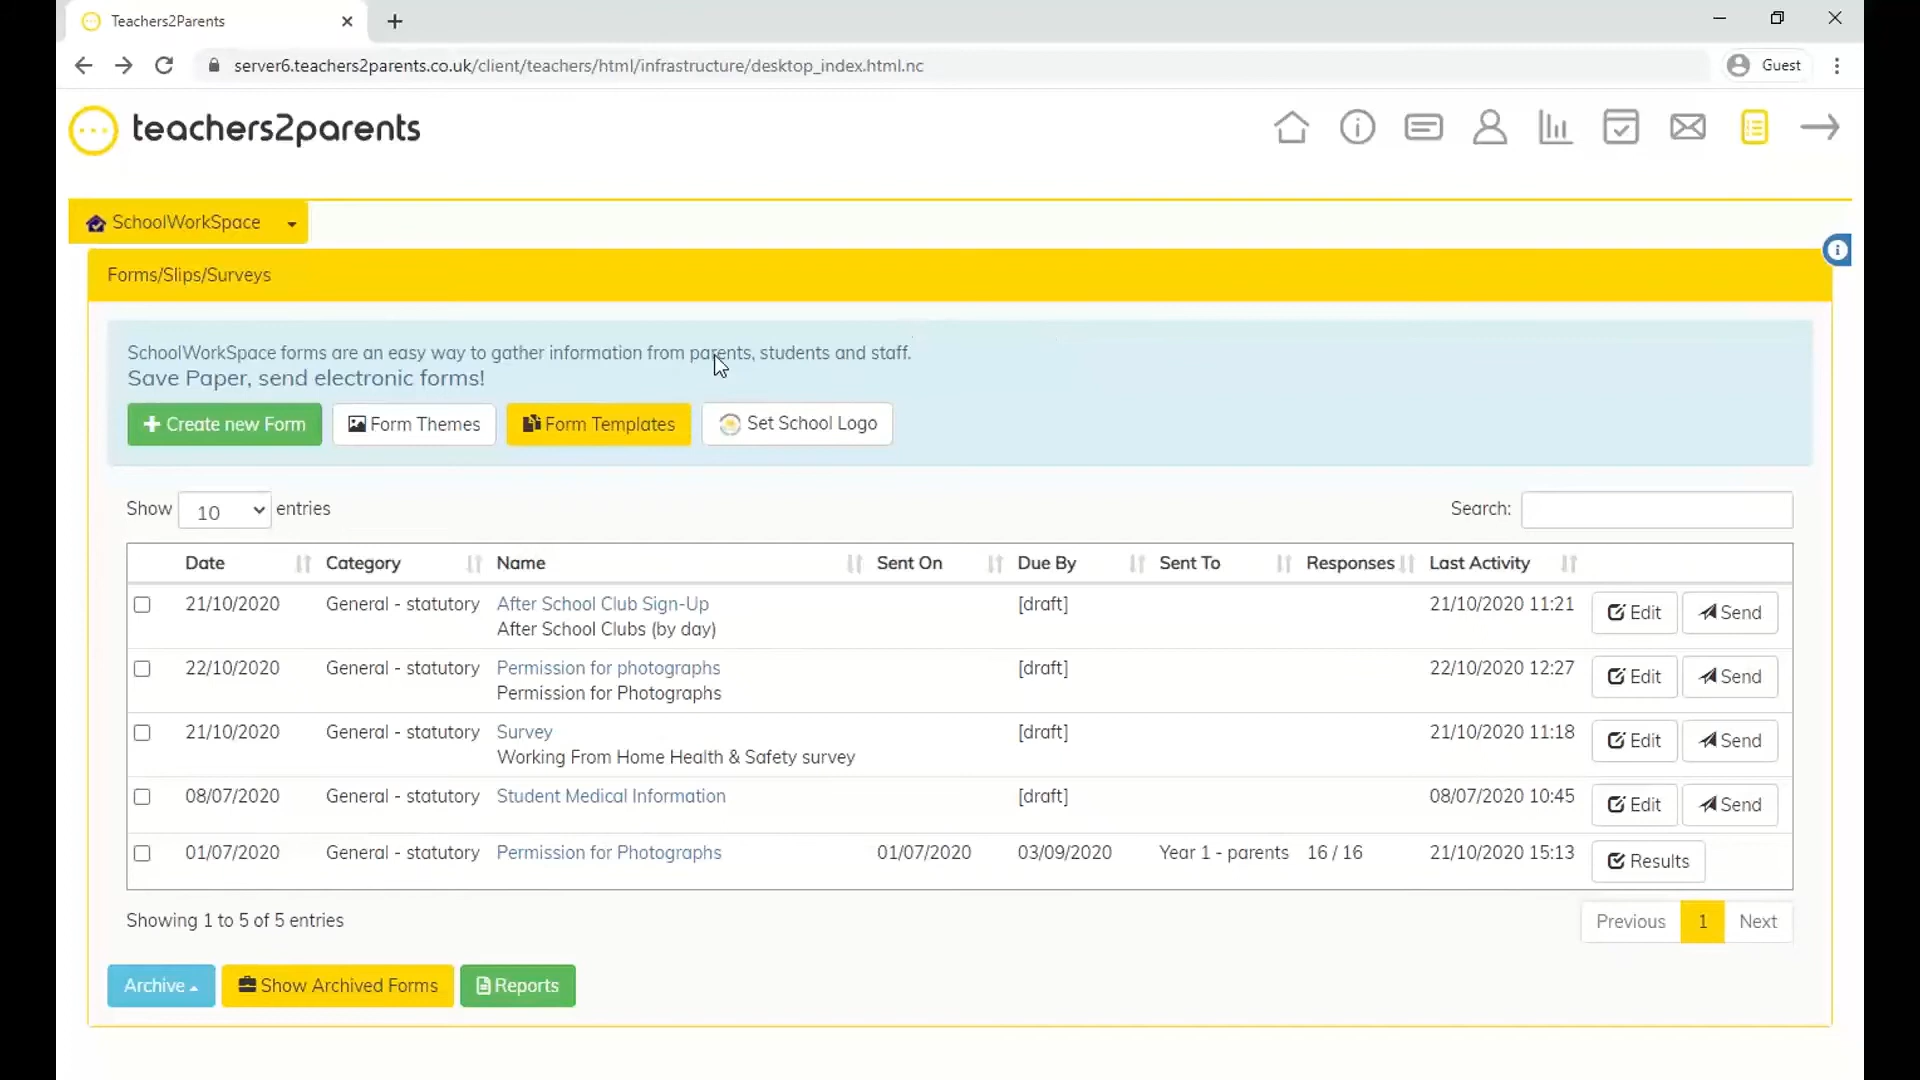 Teachers2Parents
server6.teachers2parents.co.uk/client/teachers/html/infrastructure/desktop_index.html.nc
Guest
teachers2parents
SchoolWorkSpace
Forms/Slips/Surveys
SchoolWorkSpace forms are an easy way to gather information from parents, students and staff.
Save Paper, send electronic forms!
Create new Form Form Themes Form Templates Set School Logo
Show 10 entries Search:
Date Category Name Sent On Due By Sent To Responses Last Activity
21/10/2020 General - statutory After School Club Sign-Up [draft] 21/10/2020 11:21 Edit Send
After School Clubs (by day)
22/10/2020 General - statutory Permission for photographs [draft] 22/10/2020 12:27 Edit Send
Permission for Photographs
21/10/2020 General - statutory Survey [draft] 21/10/2020 11:18 Edit Send
Working From Home Health & Safety survey
08/07/2020 General - statutory Student Medical Information [draft] 08/07/2020 10:45 Edit Send
01/07/2020 General - statutory Permission for Photographs 01/07/2020 03/09/2020 Year 1 - parents 16 / 16 21/10/2020 15:13 Results
Showing 1 to 5 of 5 entries Previous 1 Next
Archive Show Archived Forms Reports